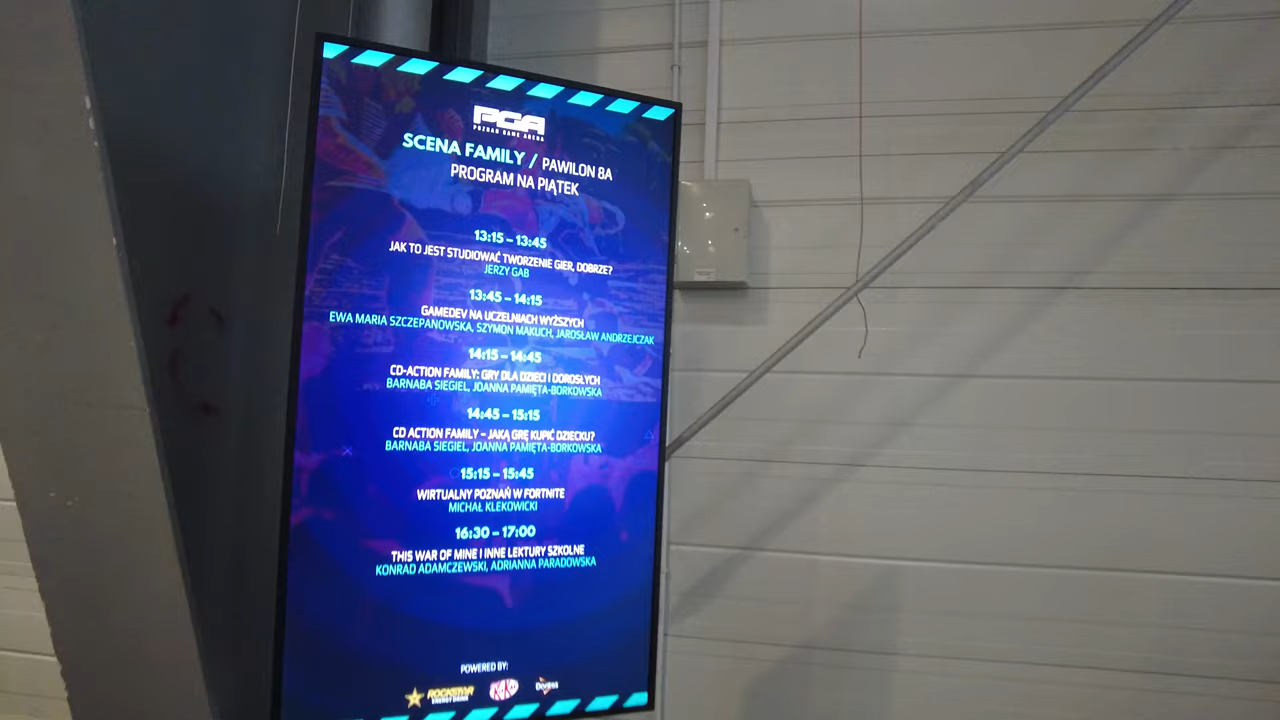 PGA
POZNAŃ GAME ARENA
SCENA FAMILY / PAWILON 8A
PROGRAM NA PIĄTEK
13:15 – 13:45
JAK TO JEST STUDIOWAĆ TWORZENIE GIER, DOBRZE?
JERZY GAB
13:45 – 14:15
GAMEDEV NA UCZELNIACH WYŻSZYCH
EWA MARIA SZCZEPANOWSKA, SZYMON MAKUCH, JAROSŁAW ANDRZEJCZAK
14:15 – 14:45
CD-ACTION FAMILY: GRY DLA DZIECI I DOROSŁYCH
BARNABA SIEGIEL, JOANNA PAMIĘTA-BORKOWSKA
14:45 – 15:15
CD ACTION FAMILY – JAKĄ GRĘ KUPIĆ DZIECKU?
BARNABA SIEGIEL, JOANNA PAMIĘTA-BORKOWSKA
15:15 – 15:45
WIRTUALNY POZNAŃ W FORTNITE
MICHAŁ KLEKOWICKI
16:30 – 17:00
THIS WAR OF MINE I INNE LEKTURY SZKOLNE
KONRAD ADAMCZEWSKI, ADRIANNA PARADOWSKA
POWERED BY:
ROCKSTAR
ENERGY DRINK
Doritos